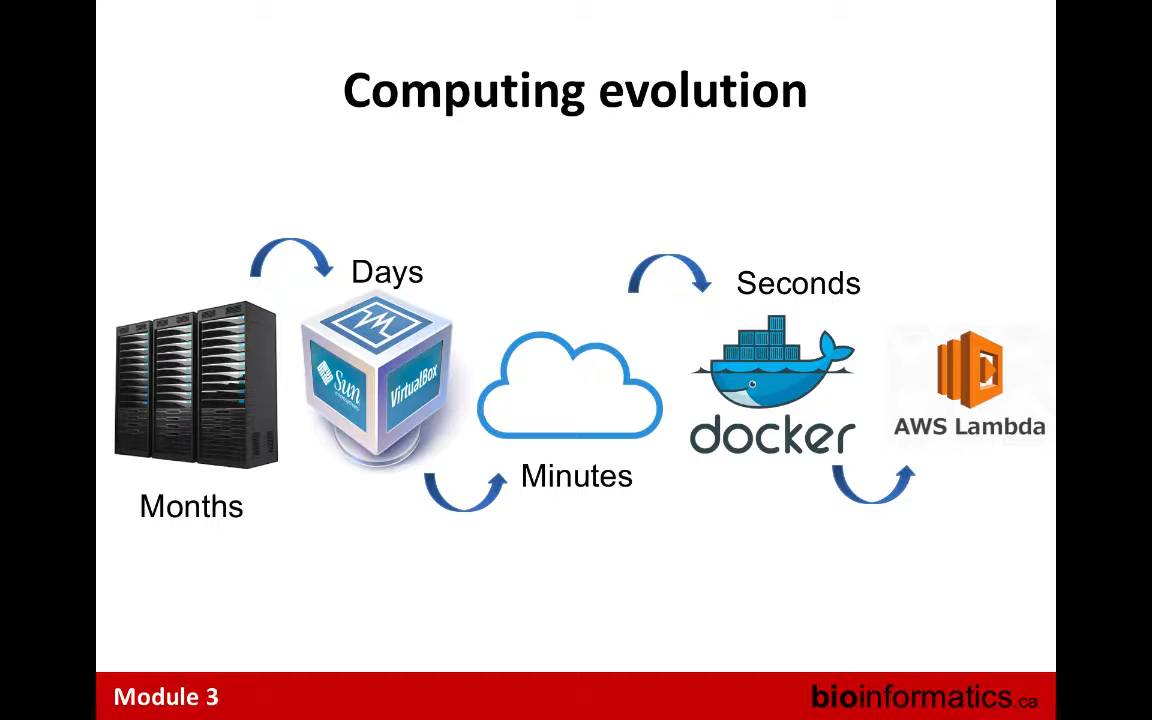 Computing evolution
Days
Seconds
Sun
VirtualBox
docker
AWS Lambda
Minutes
Months
Module 3
bioinformatics.ca